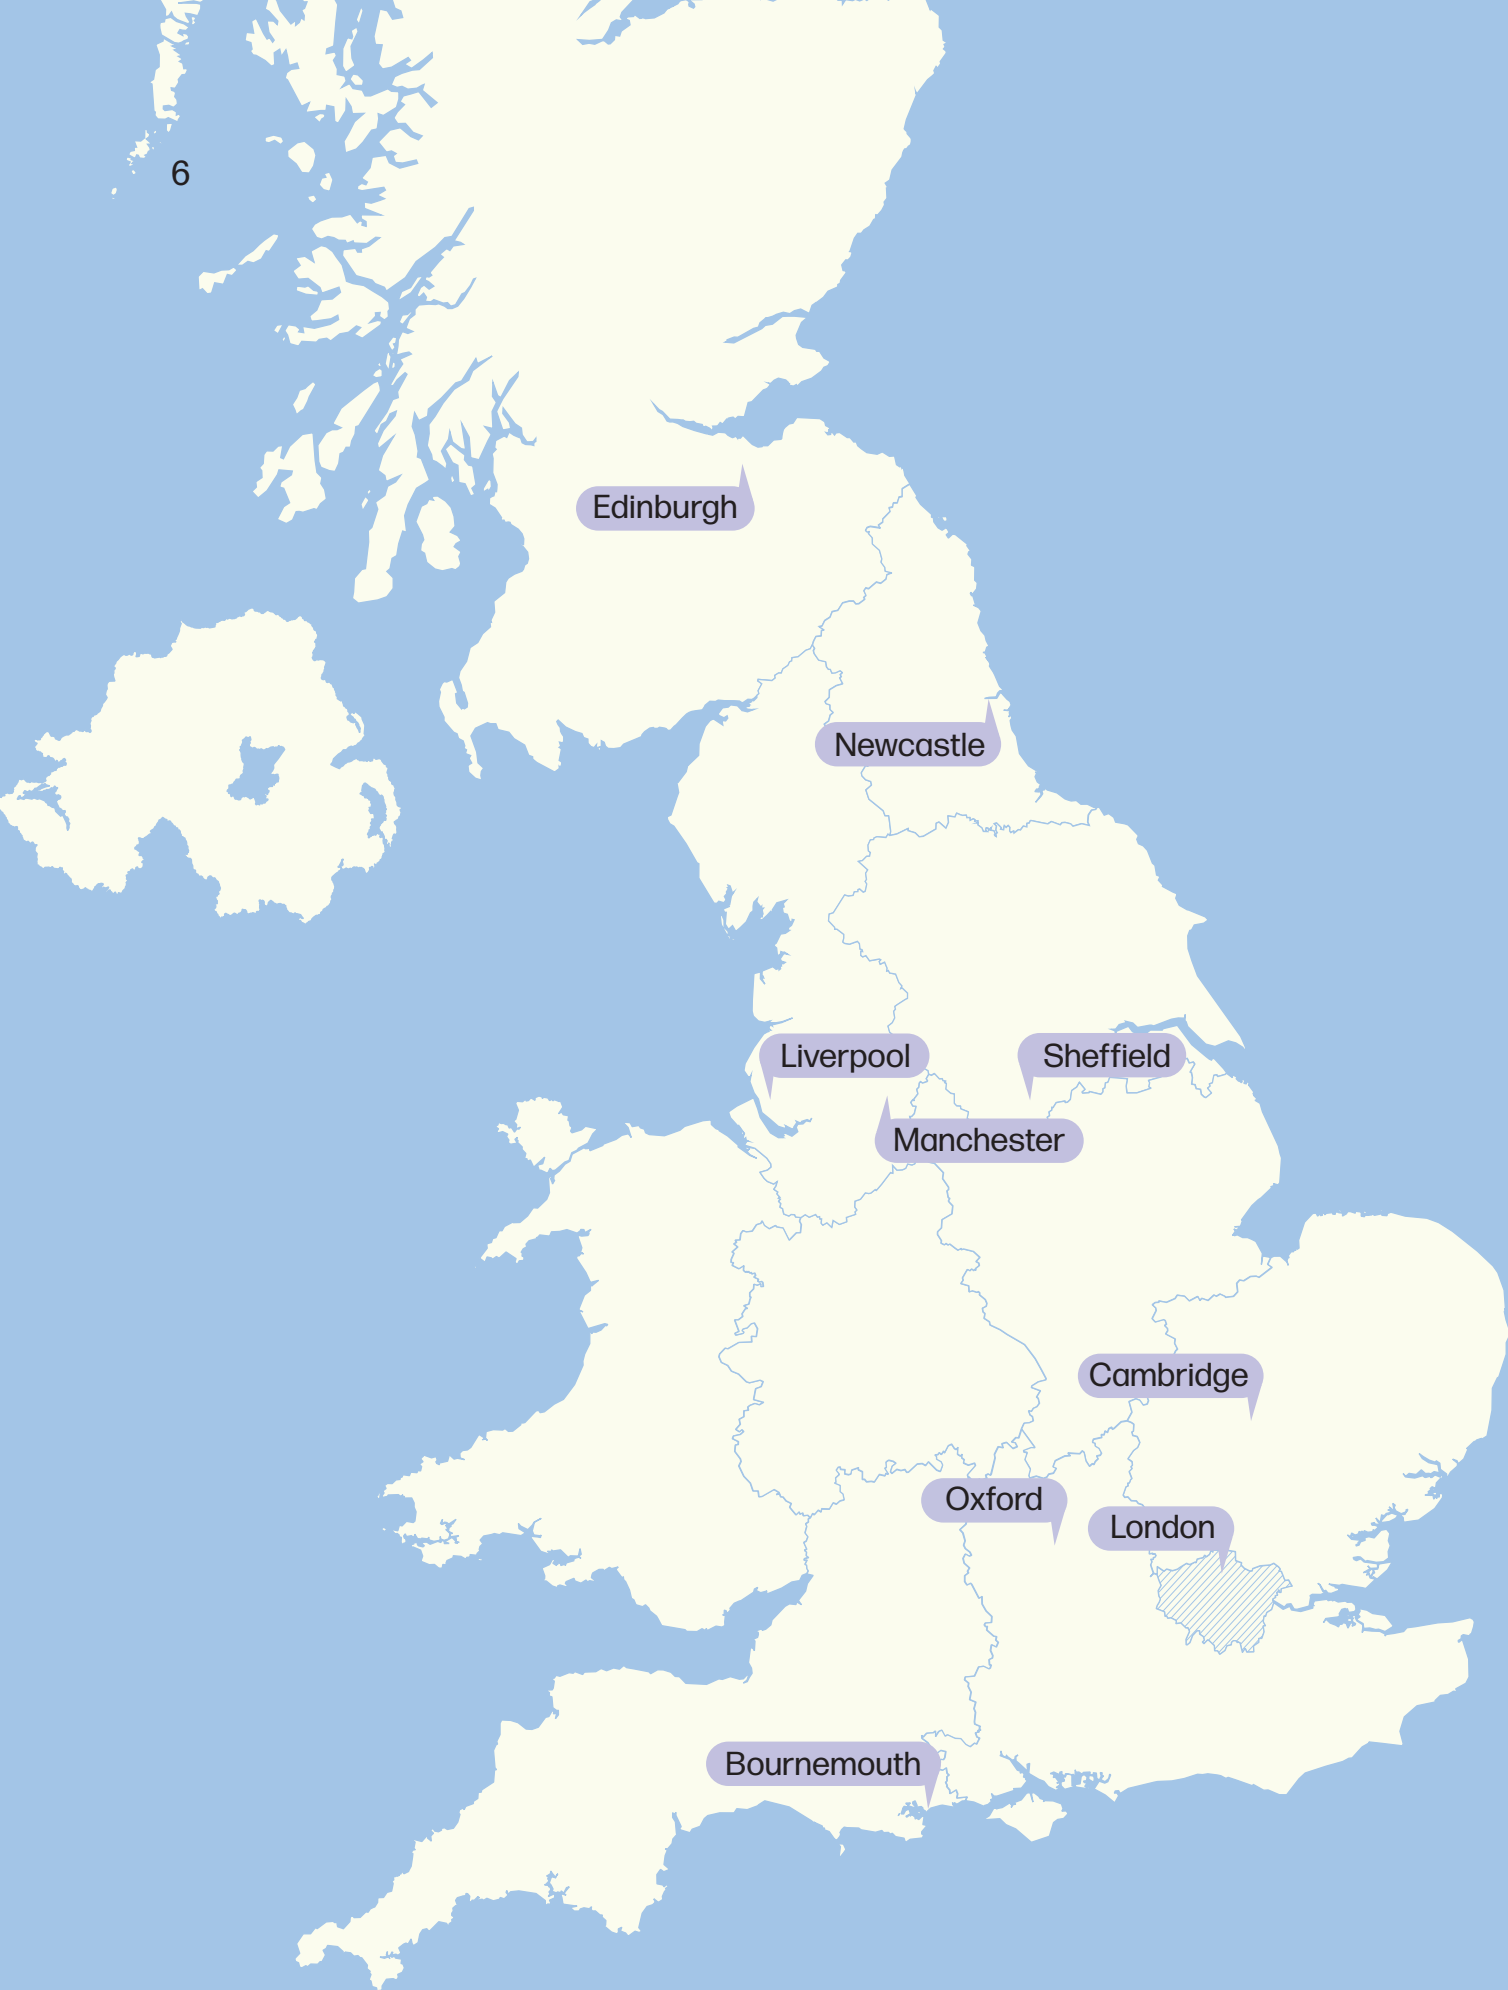 6
Edinburgh
Newcastle
Liverpool
Sheffield
Manchester
Cambridge
Oxford
London
Bournemouth